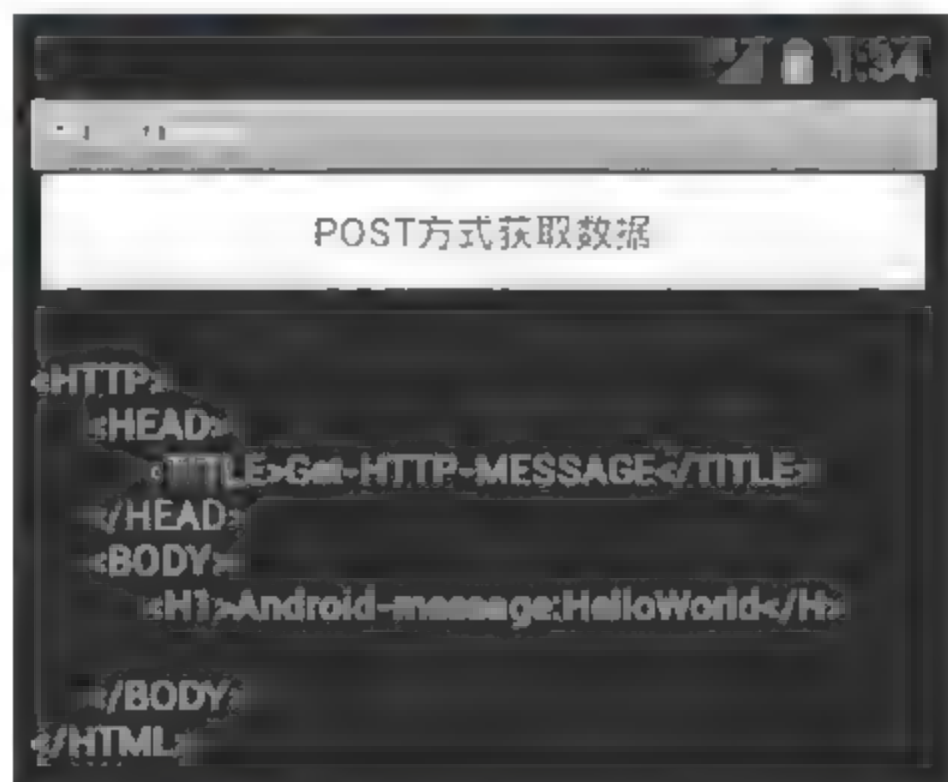 POST方式获取数据
<HTTP>
<HEAD>
<TITLE>Get-HTTP-MESSAGE</TITLE>
</HEAD>
<BODY>
<H1>Android-message:HelloWorld</H>
</BODY>
</HTML>